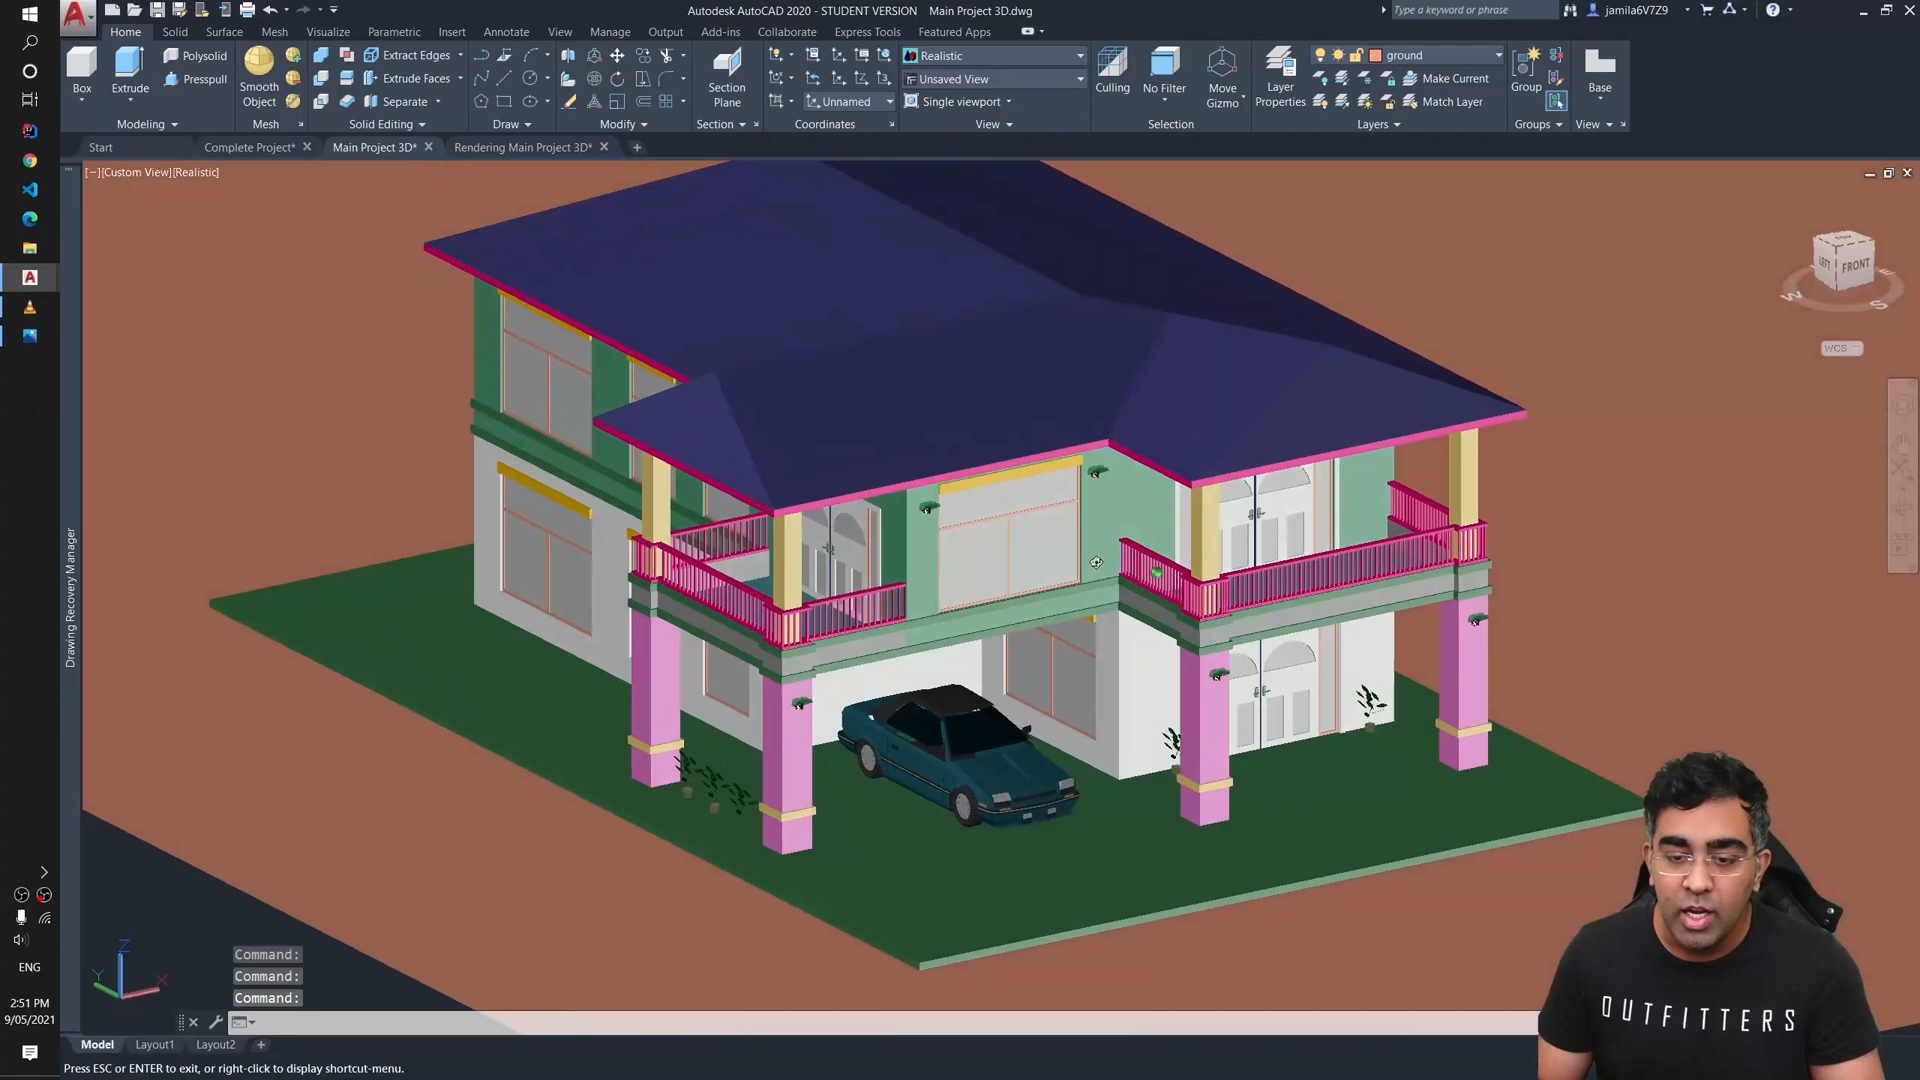 Autodesk AutoCAD 2020 - STUDENT VERSION Main Project 3D.dwg
Type a keyword or phrase
jamila6V7Z9
Home Solid Surface Mesh Visualize Parametric Insert Annotate View Manage Output Add-ins Collaborate Express Tools Featured Apps
Polysolid
Presspull
Box
Extrude
Smooth
Object
Extract Edges
Extrude Faces
Separate
Section
Plane
Unnamed
Realistic
Unsaved View
Single viewport
Culling
No Filter
Move
Gizmo
Layer
Properties
ground
Make Current
Match Layer
Group
Base
Modeling Mesh Solid Editing Draw Modify Section Coordinates View Selection Layers Groups View
Start Complete Project* Main Project 3D* Rendering Main Project 3D*
[−][Custom View][Realistic]
TOP
LEFT
FRONT
W
S
E
WCS
Drawing Recovery Manager
Z
Y
X
Command:
Command:
Command:
ENG
2:51 PM
9/05/2021
Model Layout1 Layout2
Press ESC or ENTER to exit, or right-click to display shortcut-menu.
OUTFITTERS